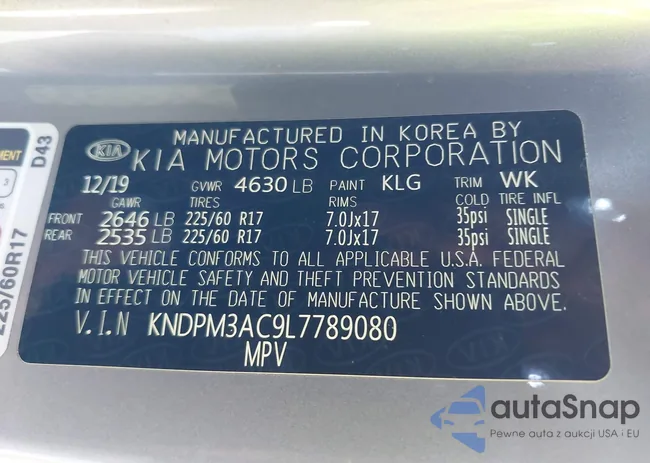 MENT
3
D43
225/60R17
KIA
MANUFACTURED IN KOREA BY
KIA MOTORS CORPORATION
12/19 GVWR 4630 LB PAINT KLG TRIM WK
GAWR TIRES RIMS COLD TIRE INFL
FRONT 2646 LB 225/60 R17 7.0Jx17 35psi SINGLE
REAR 2535 LB 225/60 R17 7.0Jx17 35psi SINGLE
THIS VEHICLE CONFORMS TO ALL APPLICABLE U.S.A. FEDERAL
MOTOR VEHICLE SAFETY AND THEFT PREVENTION STANDARDS
IN EFFECT ON THE DATE OF MANUFACTURE SHOWN ABOVE.
V.I.N KNDPM3AC9L7789080
MPV
autaSnap
Pewne auta z aukcji USA i EU